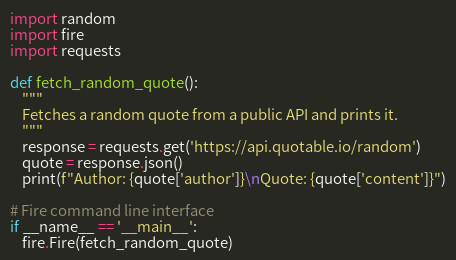 import random
import fire
import requests

def fetch_random_quote():
    """
    Fetches a random quote from a public API and prints it.
    """
    response = requests.get('https://api.quotable.io/random')
    quote = response.json()
    print(f"Author: {quote['author']}\nQuote: {quote['content']}")

# Fire command line interface
if __name__ == '__main__':
    fire.Fire(fetch_random_quote)